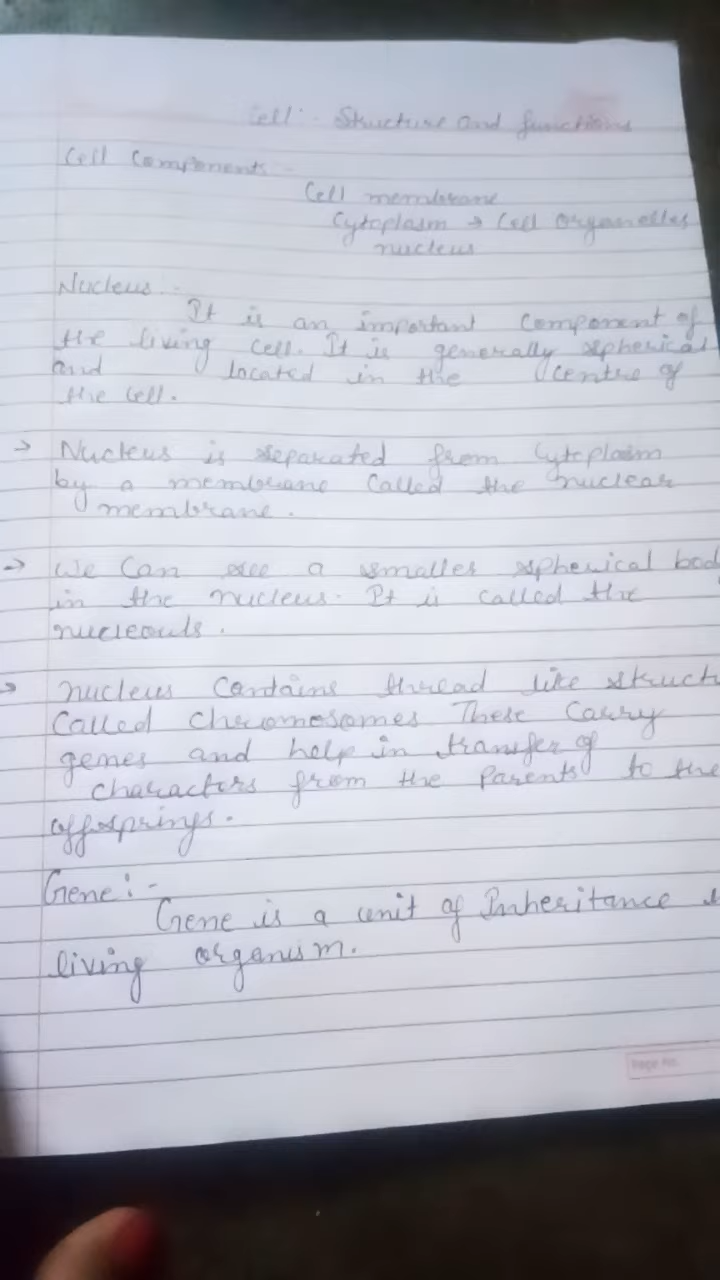 Cell:- Structure and functions
Cell Components -
Cell membrane
Cytoplasm → Cell organelles
nucleus
Nucleus :-
It is an important component of
the living cell. It is generally spherical
and located in the centre of
the cell.
→ Nucleus is separated from cytoplasm
by a membrane called the nuclear
membrane.
→ We can see a smaller spherical bod
in the nucleus. It is called the
nucleouls.
→ nucleus contains thread like struct
called chromosomes These carry
genes and help in transfer of
characters from the parents to the
offsprings.
Gene:-
Gene is a unit of Inheritance
living organism.
Page No.